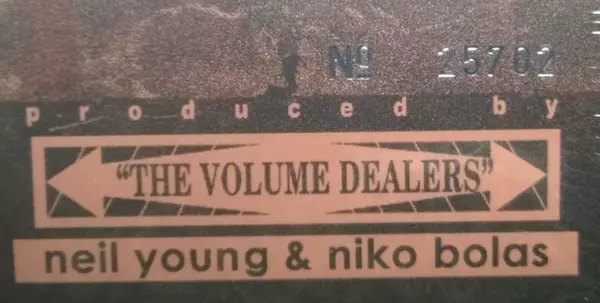 Nº 25702
produced by
"THE VOLUME DEALERS"
neil young & niko bolas